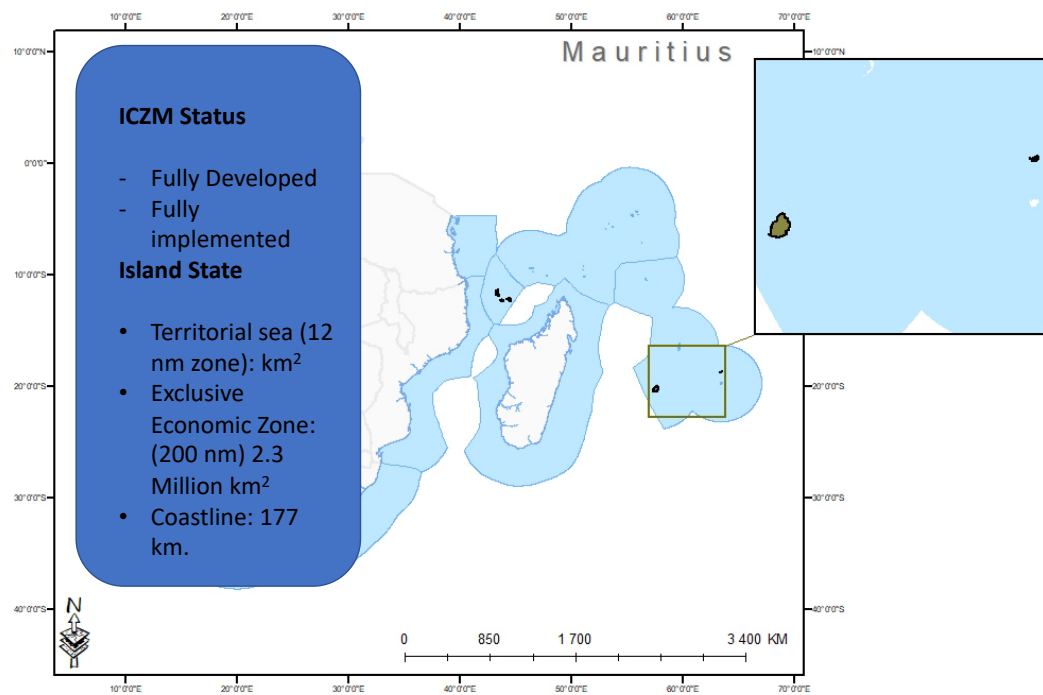 10°0'0"E 20°0'0"E 30°0'0"E 40°0'0"E 50°0'0"E 60°0'0"E 70°0'0"E
Mauritius
10°0'0"N 10°0'0"N
0°0'0" 0°0'0"
10°0'0"S 10°0'0"S
20°0'0"S 20°0'0"S
30°0'0"S 30°0'0"S
40°0'0"S 40°0'0"S
ICZM Status
- Fully Developed
- Fully
implemented
Island State
• Territorial sea (12
nm zone): km²
• Exclusive
Economic Zone:
(200 nm) 2.3
Million km²
• Coastline: 177
km.
N
0 850 1 700 3 400 KM
10°0'0"E 20°0'0"E 30°0'0"E 40°0'0"E 50°0'0"E 60°0'0"E 70°0'0"E